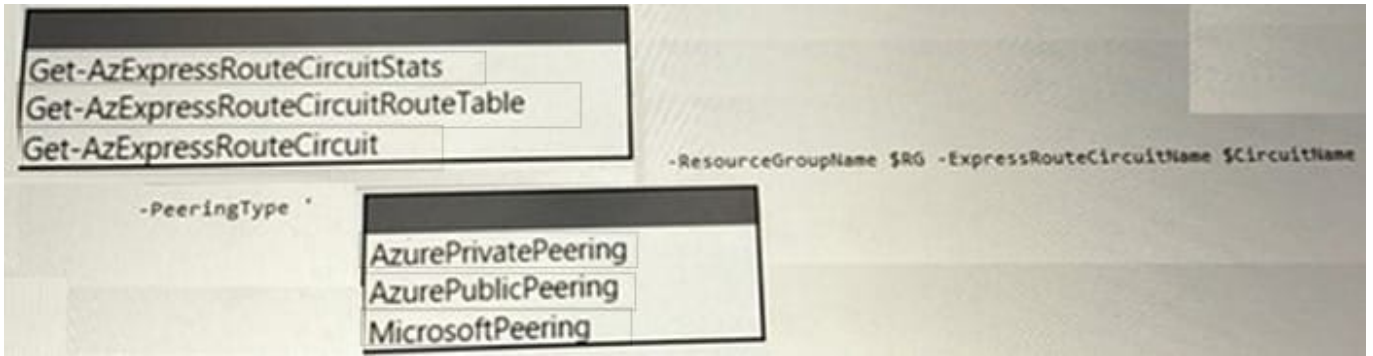 Get-AzExpressRouteCircuitStats
Get-AzExpressRouteCircuitRouteTable
Get-AzExpressRouteCircuit
-ResourceGroupName $RG -ExpressRouteCircuitName $CircuitName
-PeeringType '
AzurePrivatePeering
AzurePublicPeering
MicrosoftPeering